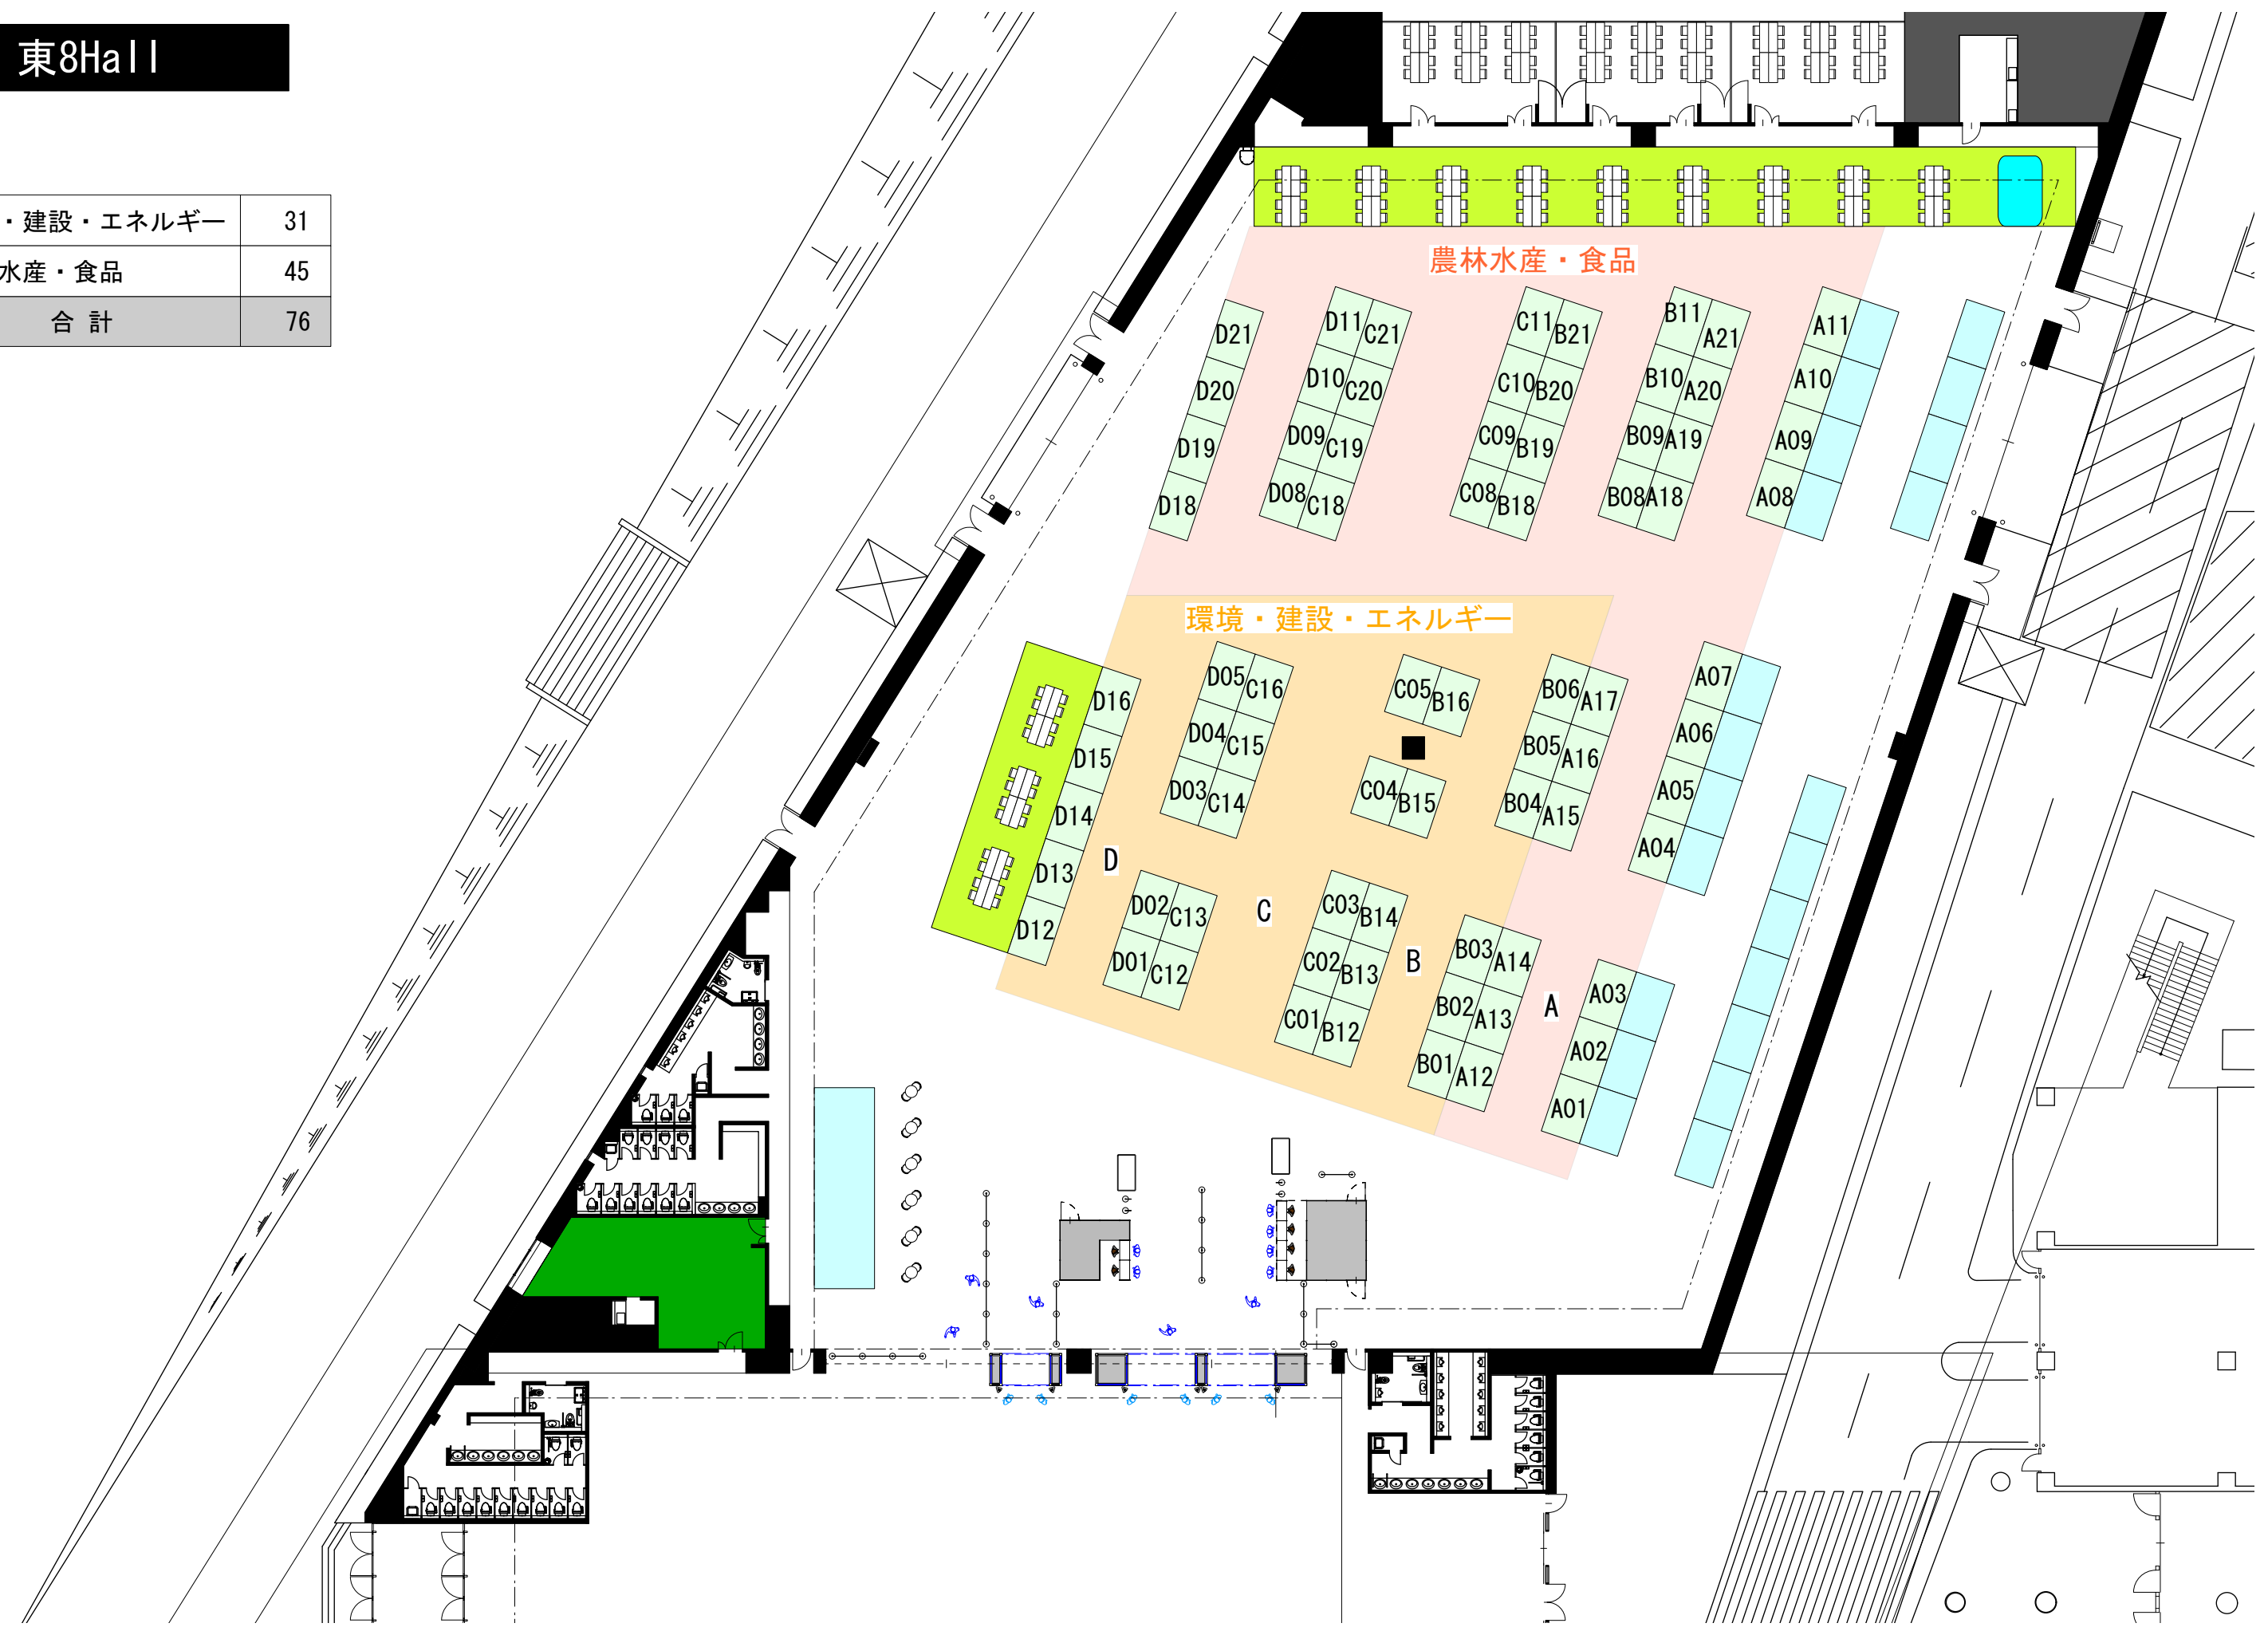 東8Hall
・建設・エネルギー 31
水産・食品 45
合 計 76
農林水産・食品
D21 D11 C21 C11 B21 B11 A21 A11
D20 D10 C20 C10 B20 B10 A20 A10
D19 D09 C19 C09 B19 B09 A19 A09
D18 D08 C18 C08 B18 B08 A18 A08
環境・建設・エネルギー
D16 D05 C16 C05 B16 B06 A17 A07
D15 D04 C15 B05 A16 A06
D14 D03 C14 C04 B15 B04 A15 A05
D13 A04
D C B A
D12 D02 C13 C03 B14 B03 A14 A03
D01 C12 C02 B13 B02 A13 A02
C01 B12 B01 A12 A01